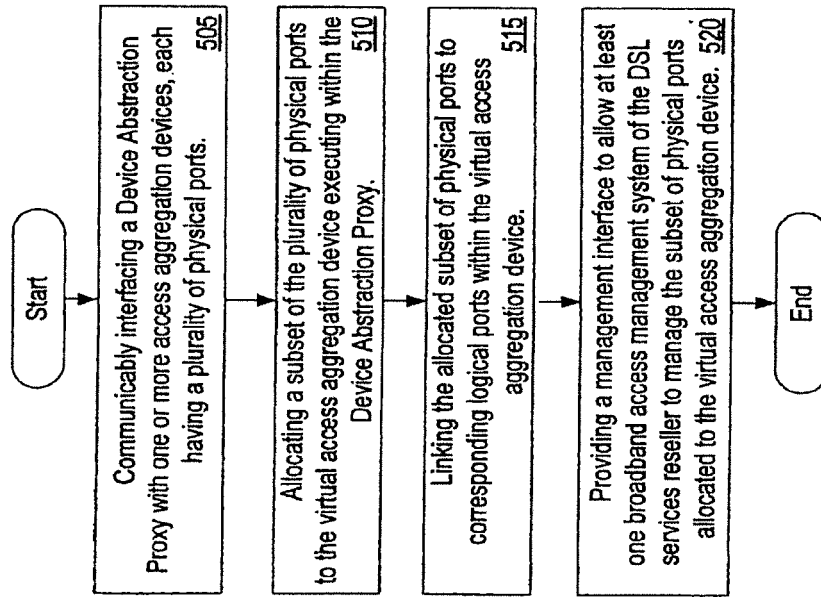 Start
Communicably interfacing a Device Abstraction
Proxy with one or more access aggregation devices, each
having a plurality of physical ports. 505
Allocating a subset of the plurality of physical ports
to the virtual access aggregation device executing within the
Device Abstraction Proxy. 510
Linking the allocated subset of physical ports to
corresponding logical ports within the virtual access
aggregation device. 515
Providing a management interface to allow at least
one broadband access management system of the DSL
services reseller to manage the subset of physical ports
allocated to the virtual access aggregation device. 520
End